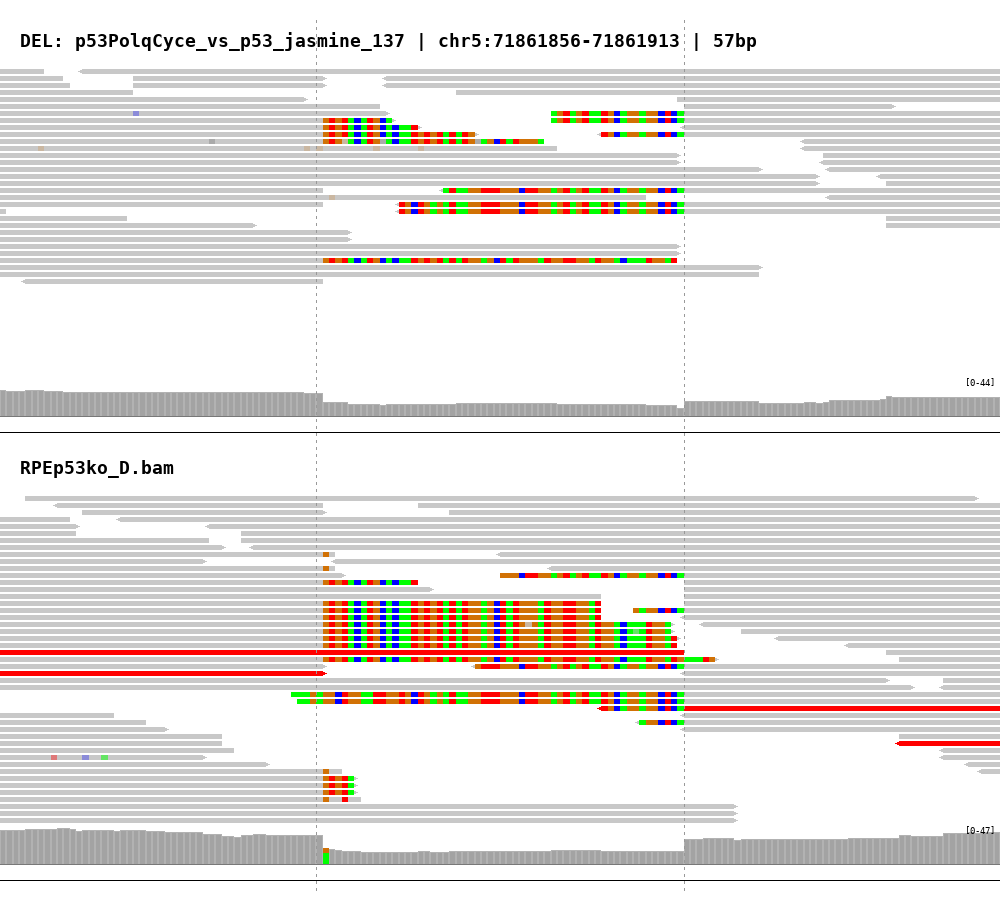 DEL: p53PolqCyce_vs_p53_jasmine_137 | chr5:71861856-71861913 | 57bp
[0-44]
RPEp53ko_D.bam
[0-47]